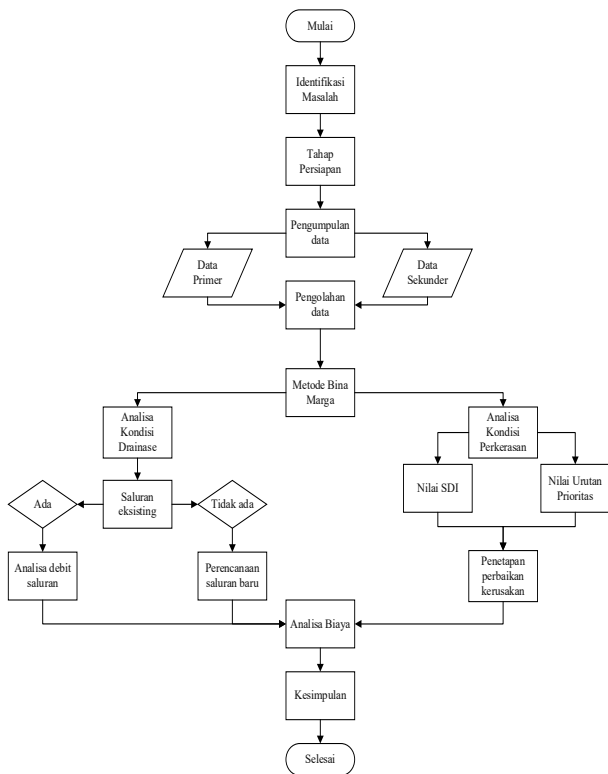 Mulai
Identifikasi
Masalah
Tahap
Persiapan
Pengumpulan
data
Data
Primer
Data
Sekunder
Pengolahan
data
Metode Bina
Marga
Analisa
Kondisi
Drainase
Analisa
Kondisi
Perkerasan
Ada
Saluran
eksisting
Tidak ada
Nilai SDI
Nilai Urutan
Prioritas
Analisa debit
saluran
Perencanaan
saluran baru
Penetapan
perbaikan
kerusakan
Analisa Biaya
Kesimpulan
Selesai